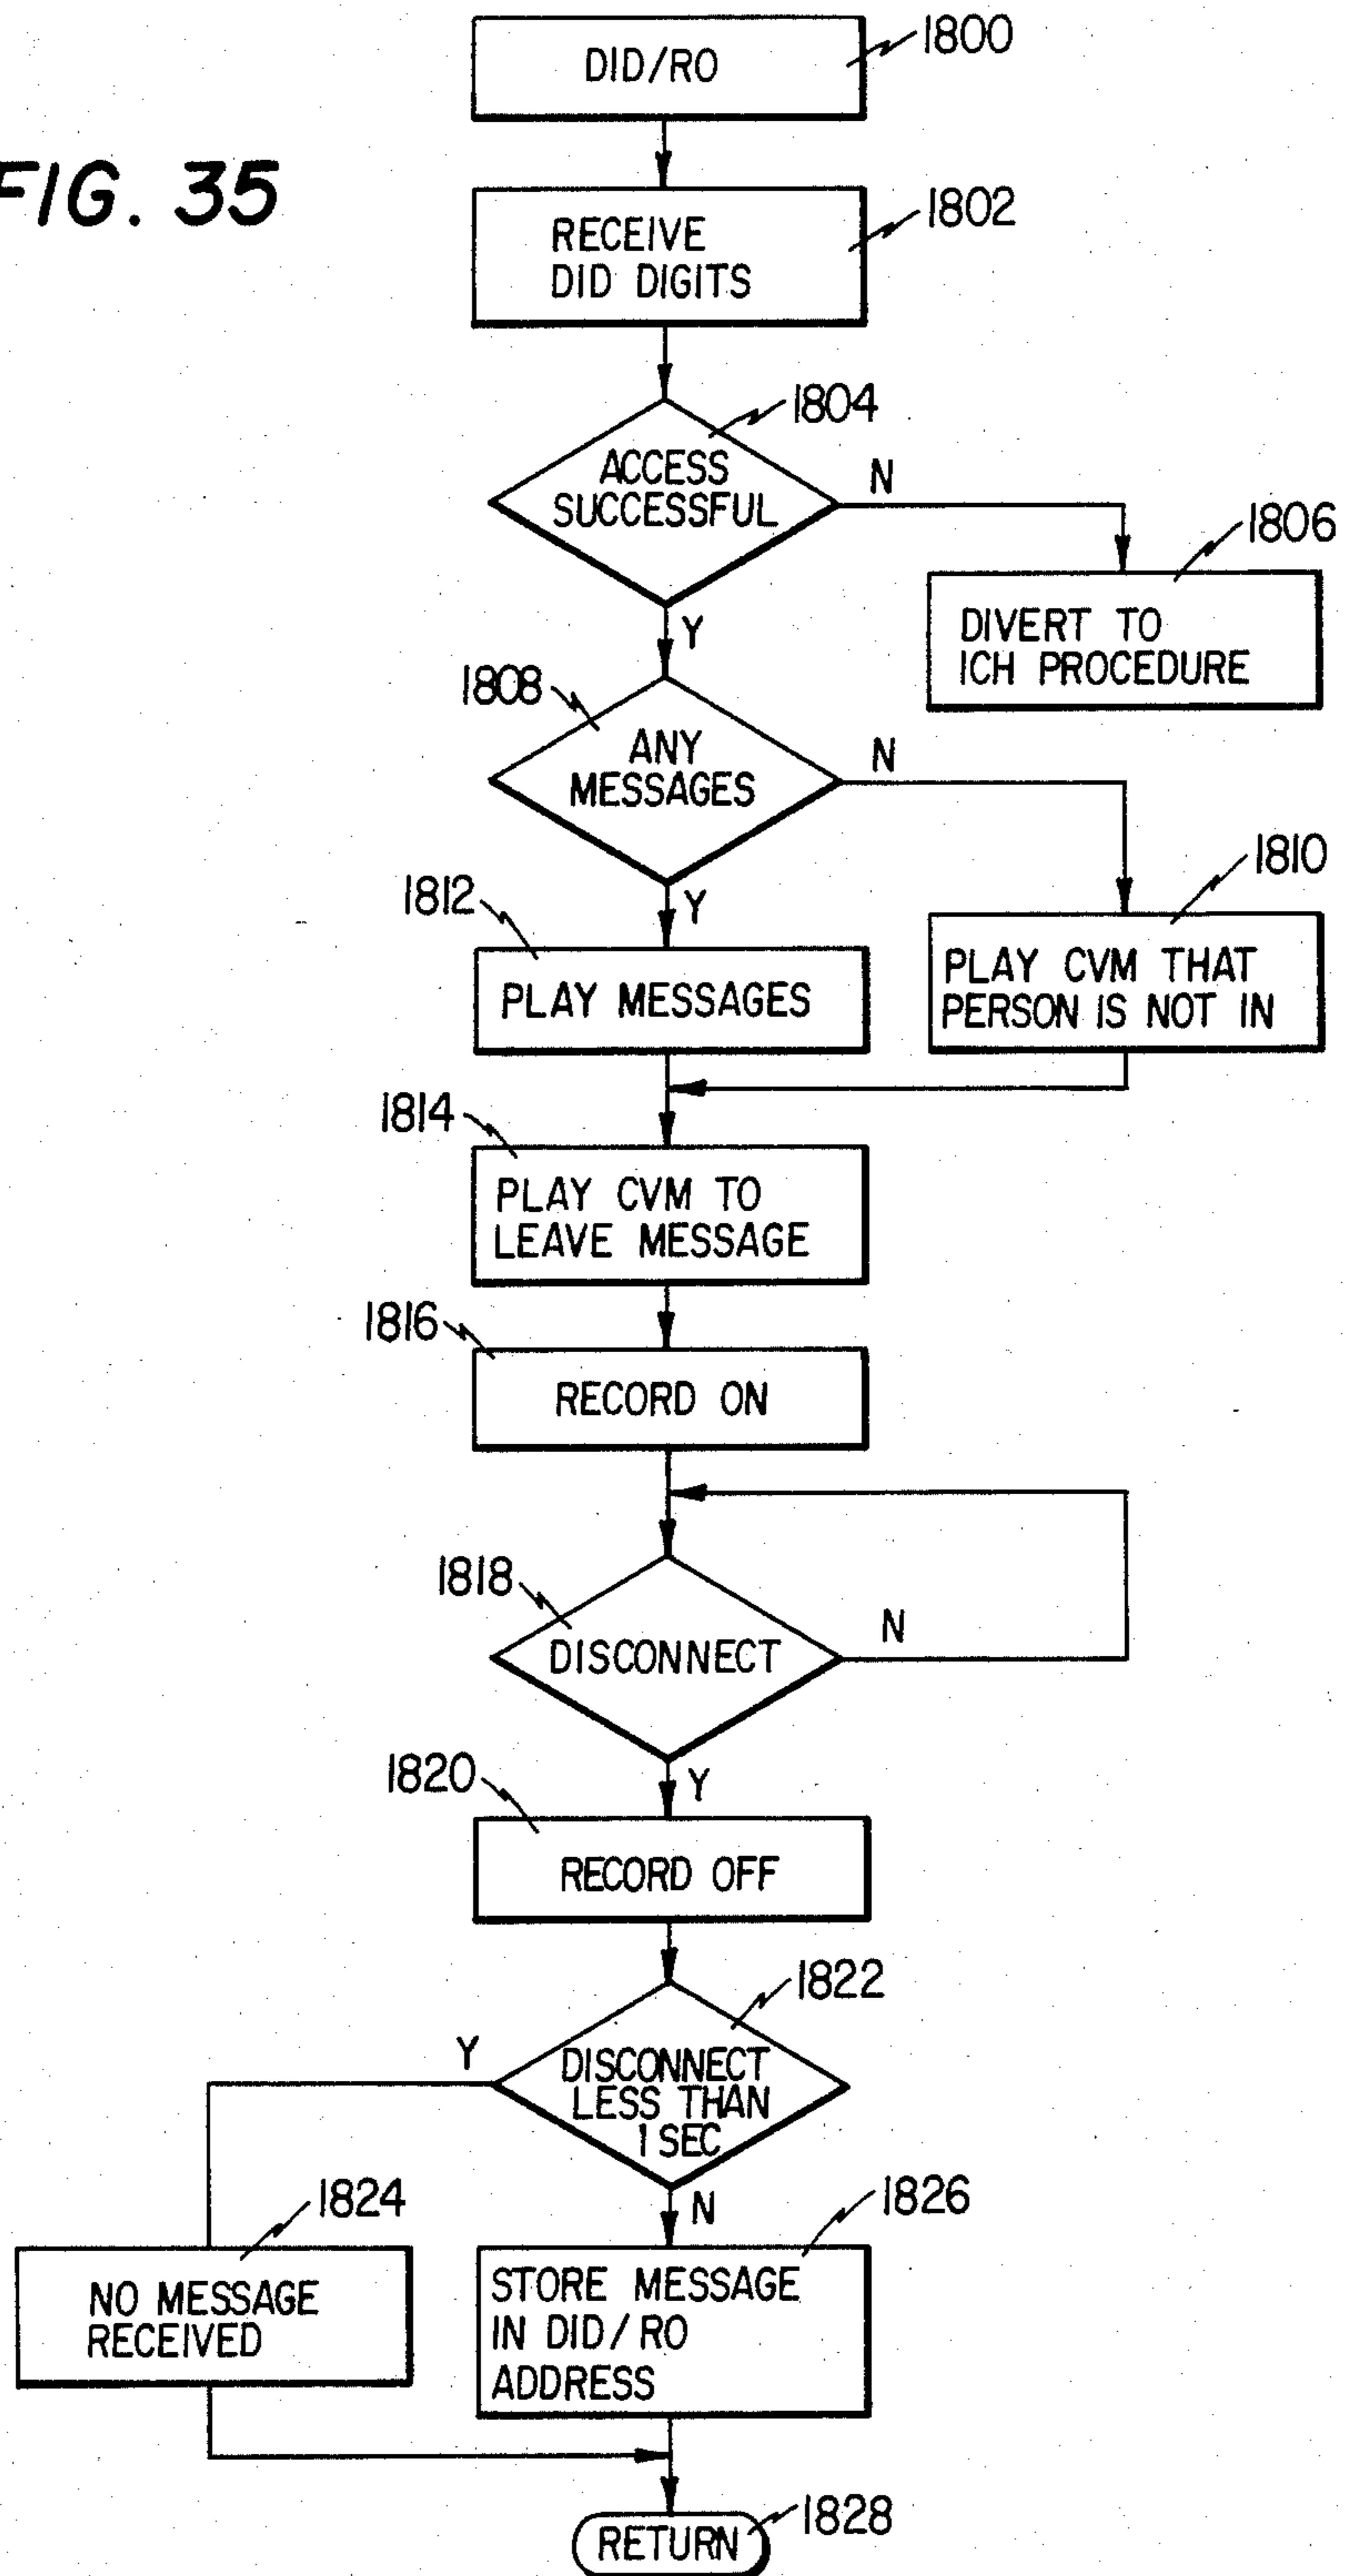 FIG. 35
DID/RO
1800
RECEIVE
DID DIGITS
1802
1804
ACCESS
SUCCESSFUL
N
Y
1806
DIVERT TO
ICH PROCEDURE
1808
ANY
MESSAGES
N
Y
1810
PLAY CVM THAT
PERSON IS NOT IN
1812
PLAY MESSAGES
1814
PLAY CVM TO
LEAVE MESSAGE
1816
RECORD ON
1818
DISCONNECT
N
Y
1820
RECORD OFF
1822
DISCONNECT
LESS THAN
1 SEC
Y
N
1824
NO MESSAGE
RECEIVED
1826
STORE MESSAGE
IN DID/RO
ADDRESS
RETURN
1828